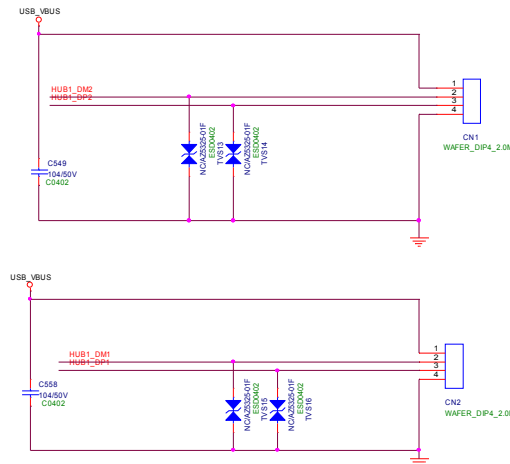 USB_VBUS
HUB1_DM2
HUB1_DP2
1
2
3
4
CN1
WAFER_DIP4_2.0M
NC/AZ5325-01F
ESD0402
TVS13
NC/AZ5325-01F
ESD0402
TVS14
C549
104/50V
C0402
USB_VBUS
HUB1_DM1
HUB1_DP1
1
2
3
4
CN2
WAFER_DIP4_2.0
C558
104/50V
C0402
NC/AZ5325-01F
ESD0402
TVS15
NC/AZ5325-01F
ESD0402
TVS16